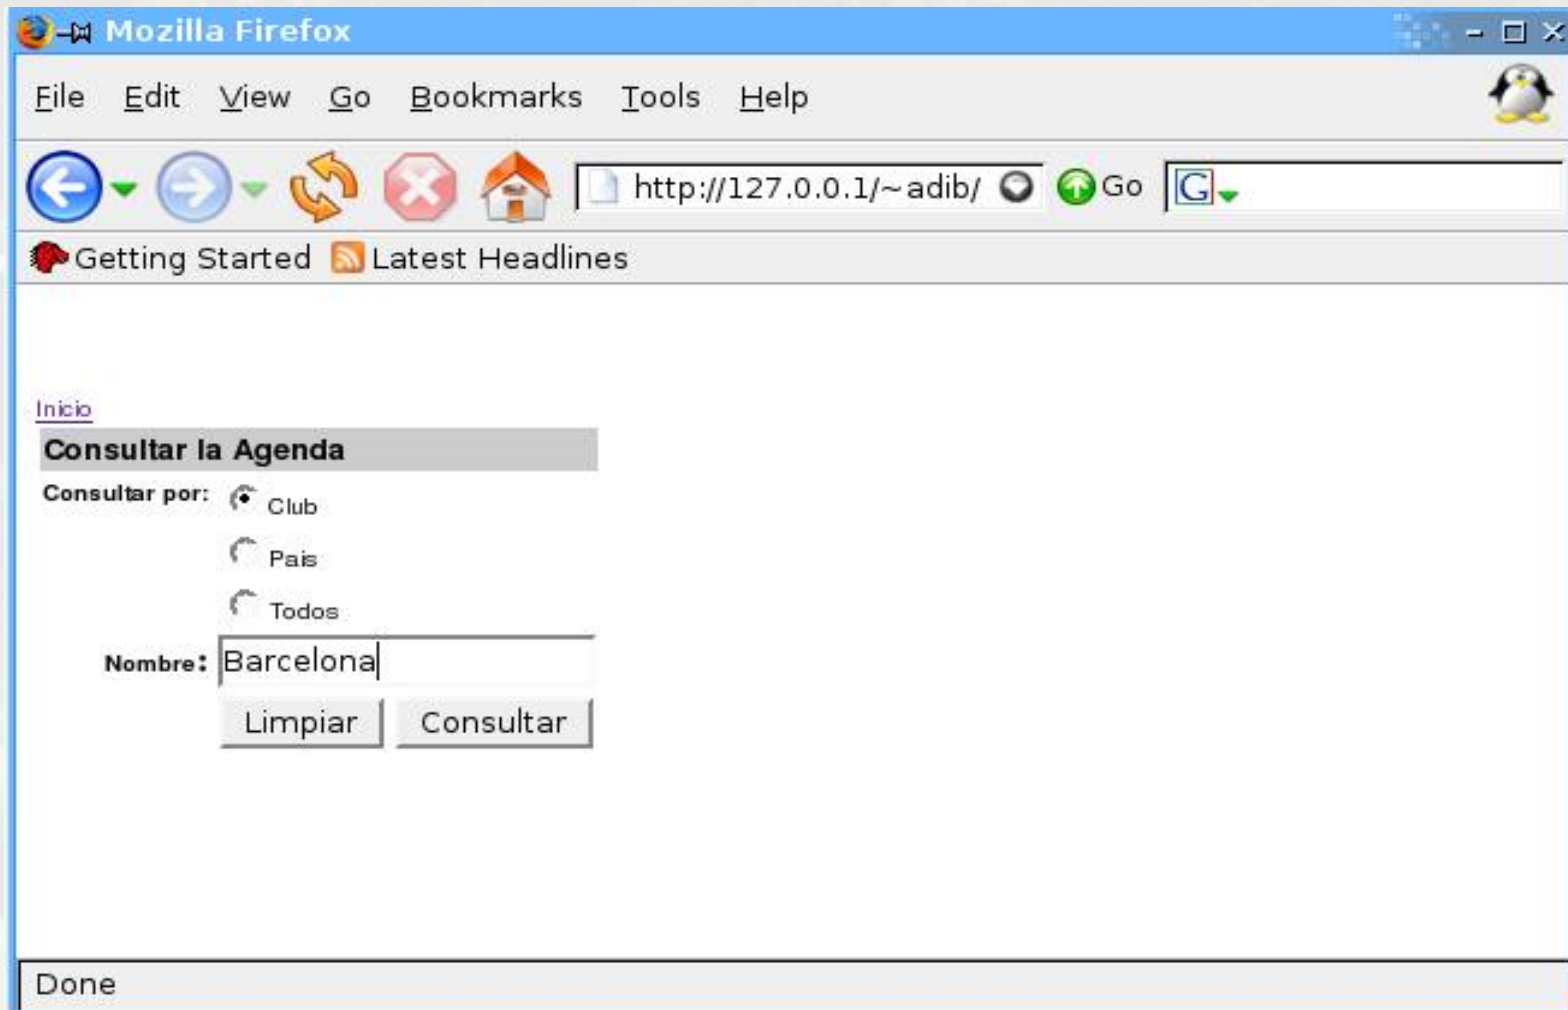 Mozilla Firefox
File Edit View Go Bookmarks Tools Help
http://127.0.0.1/~adib/ Go G
Getting Started Latest Headlines
Inicio
Consultar la Agenda
Consultar por: Club
Pais
Todos
Nombre: Barcelona
Limpiar Consultar
Done